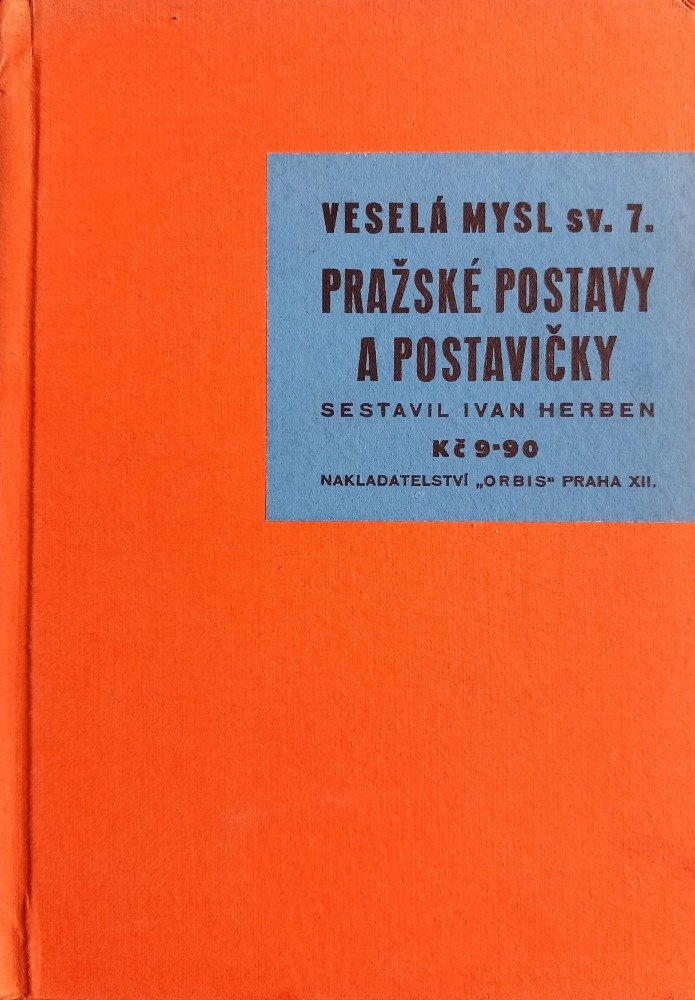 VESELÁ MYSL sv. 7.
PRAŽSKÉ POSTAVY
A POSTAVIČKY
SESTAVIL IVAN HERBEN
Kč 9·90
NAKLADATELSTVÍ „ORBIS“ PRAHA XII.